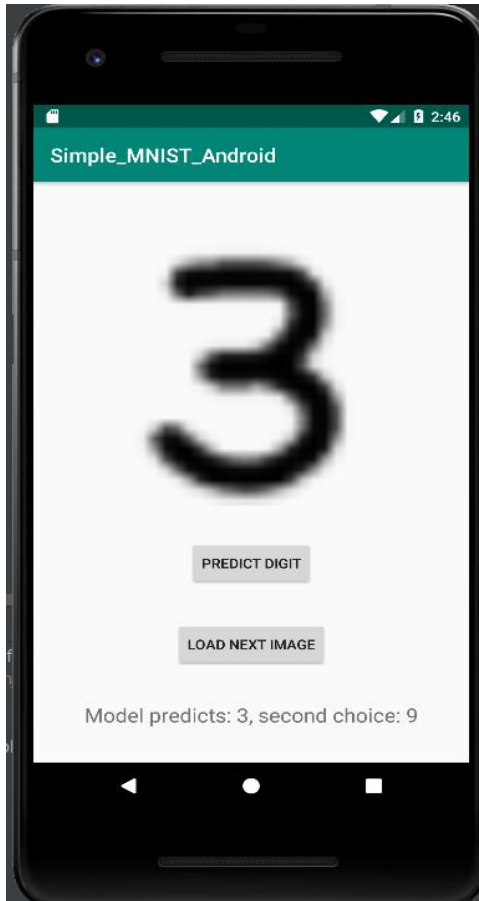 2:46
Simple_MNIST_Android
3
PREDICT DIGIT
LOAD NEXT IMAGE
Model predicts: 3, second choice: 9